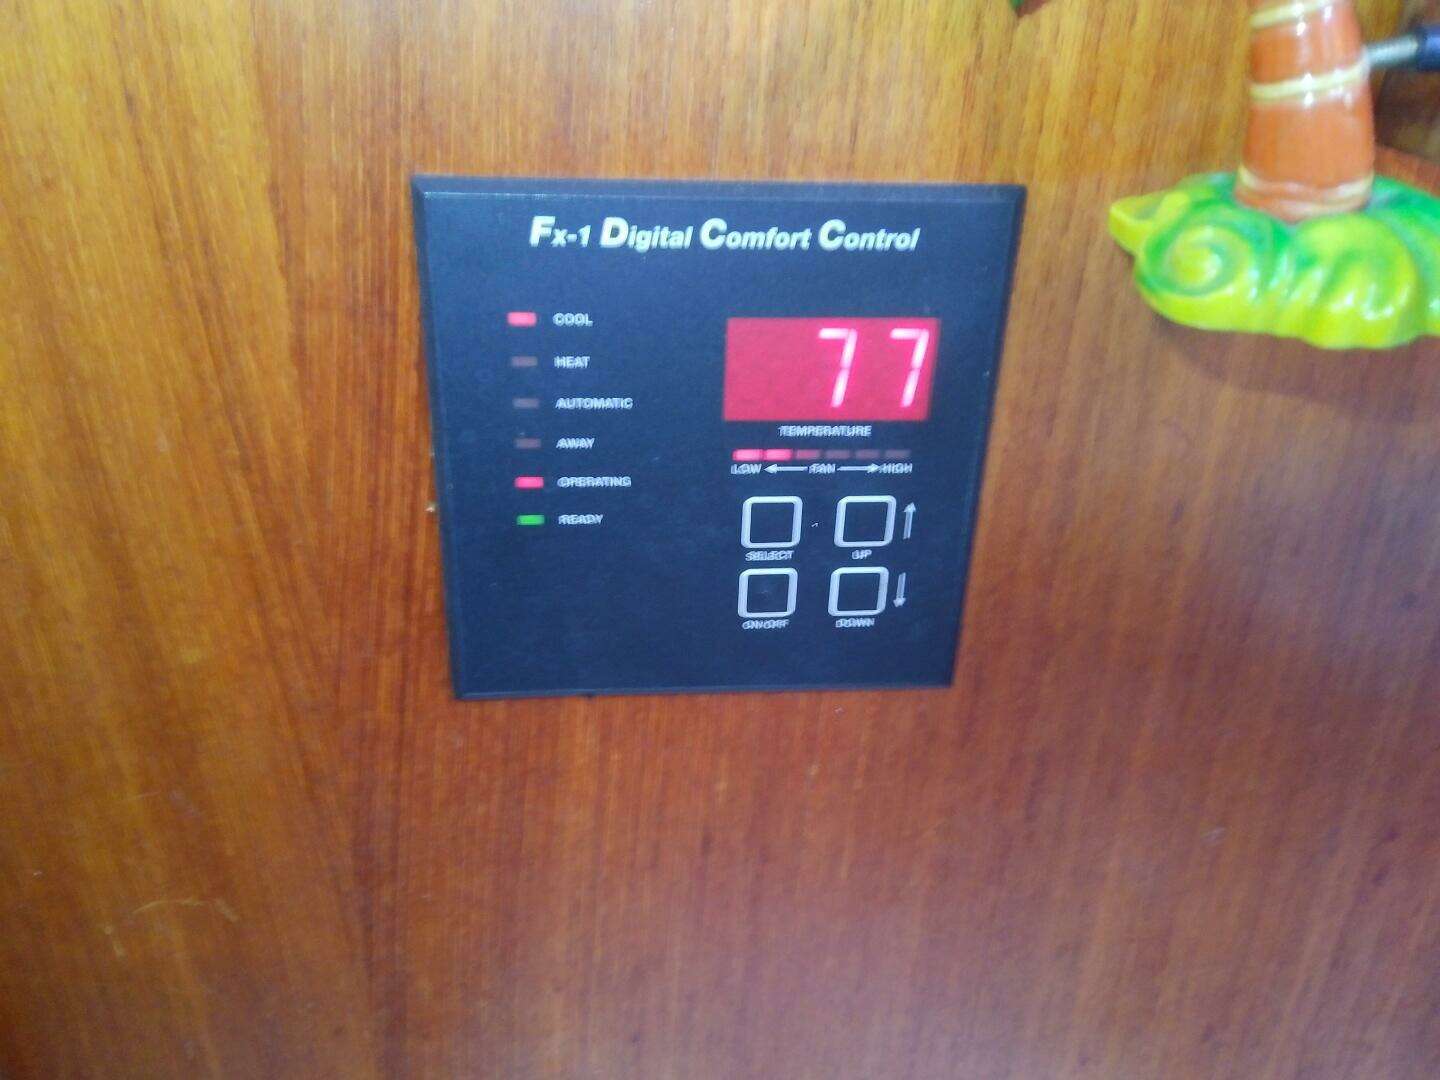 Fx-1 Digital Comfort Control
COOL
HEAT
AUTOMATIC
AWAY
OPERATING
READY
77
TEMPERATURE
LOW FAN HIGH
SELECT UP
ON/OFF DOWN